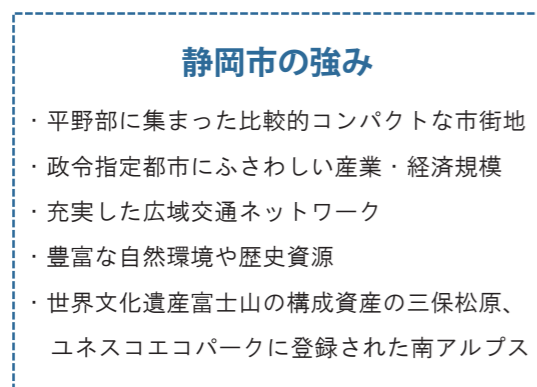 静岡市の強み
・平野部に集まった比較的コンパクトな市街地
・政令指定都市にふさわしい産業・経済規模
・充実した広域交通ネットワーク
・豊富な自然環境や歴史資源
・世界文化遺産富士山の構成資産の三保松原、
ユネスコエコパークに登録された南アルプス